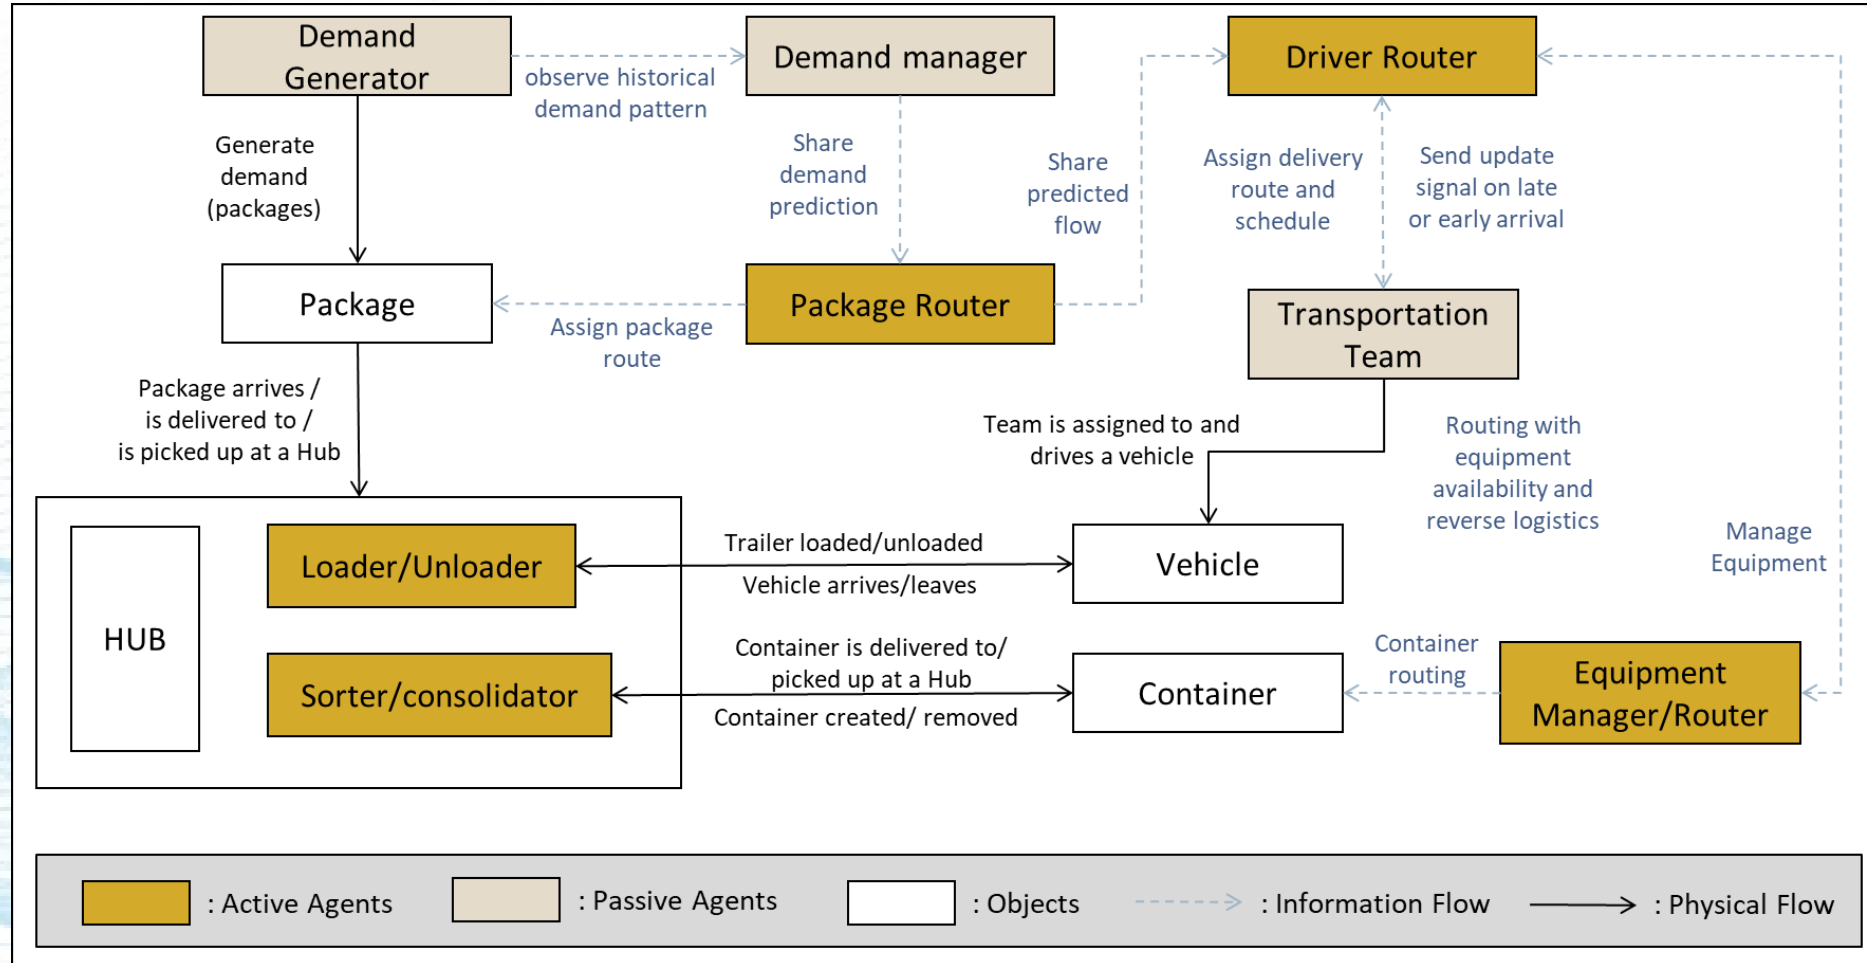 Demand
Generator
observe historical
demand pattern
Demand manager
Driver Router
Generate
demand
(packages)
Share
demand
prediction
Share
predicted
flow
Assign delivery
route and
schedule
Send update
signal on late
or early arrival
Package
Assign package
route
Package Router
Transportation
Team
Package arrives /
is delivered to /
is picked up at a Hub
Team is assigned to and
drives a vehicle
Routing with
equipment
availability and
reverse logistics
Manage
Equipment
HUB
Loader/Unloader
Trailer loaded/unloaded
Vehicle arrives/leaves
Vehicle
Sorter/consolidator
Container is delivered to/
picked up at a Hub
Container created/ removed
Container
Container
routing
Equipment
Manager/Router
: Active Agents
: Passive Agents
: Objects
: Information Flow
: Physical Flow